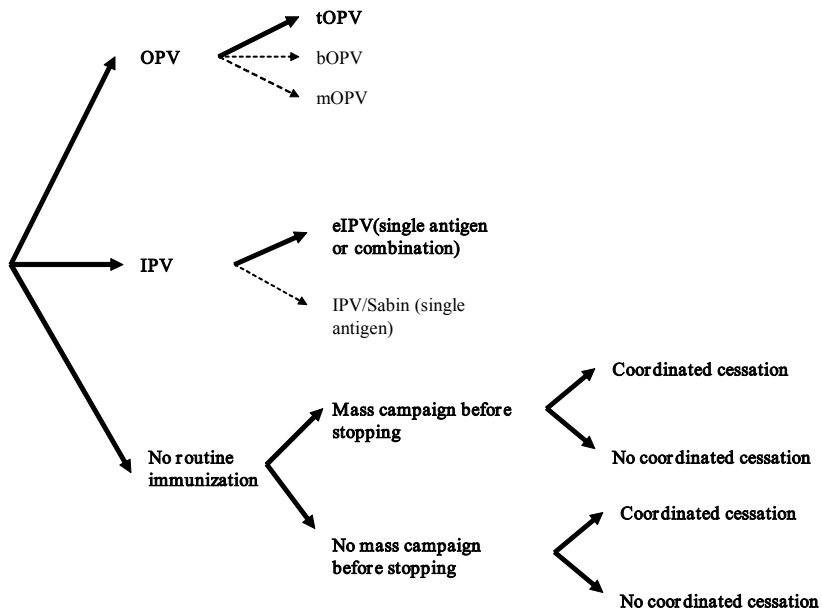 OPV
tOPV
bOPV
mOPV
IPV
eIPV(single antigen
or combination)
IPV/Sabin (single
antigen)
No routine
immunization
Mass campaign before
stopping
Coordinated cessation
No coordinated cessation
No mass campaign
before stopping
Coordinated cessation
No coordinated cessation